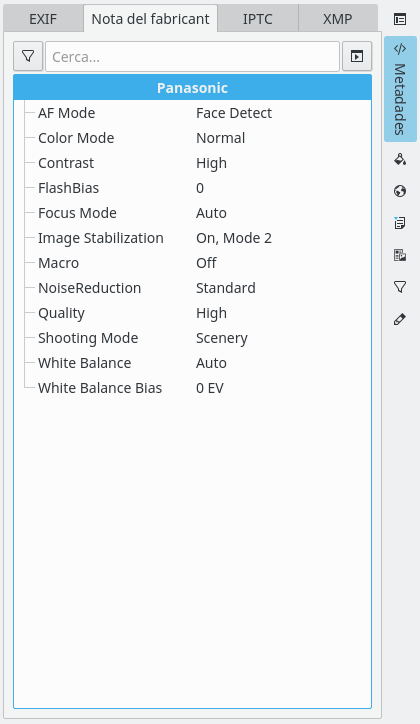 EXIF Nota del fabricant IPTC XMP
Cerca...
Panasonic
AF Mode Face Detect
Color Mode Normal
Contrast High
FlashBias 0
Focus Mode Auto
Image Stabilization On, Mode 2
Macro Off
NoiseReduction Standard
Quality High
Shooting Mode Scenery
White Balance Auto
White Balance Bias 0 EV
Metadades